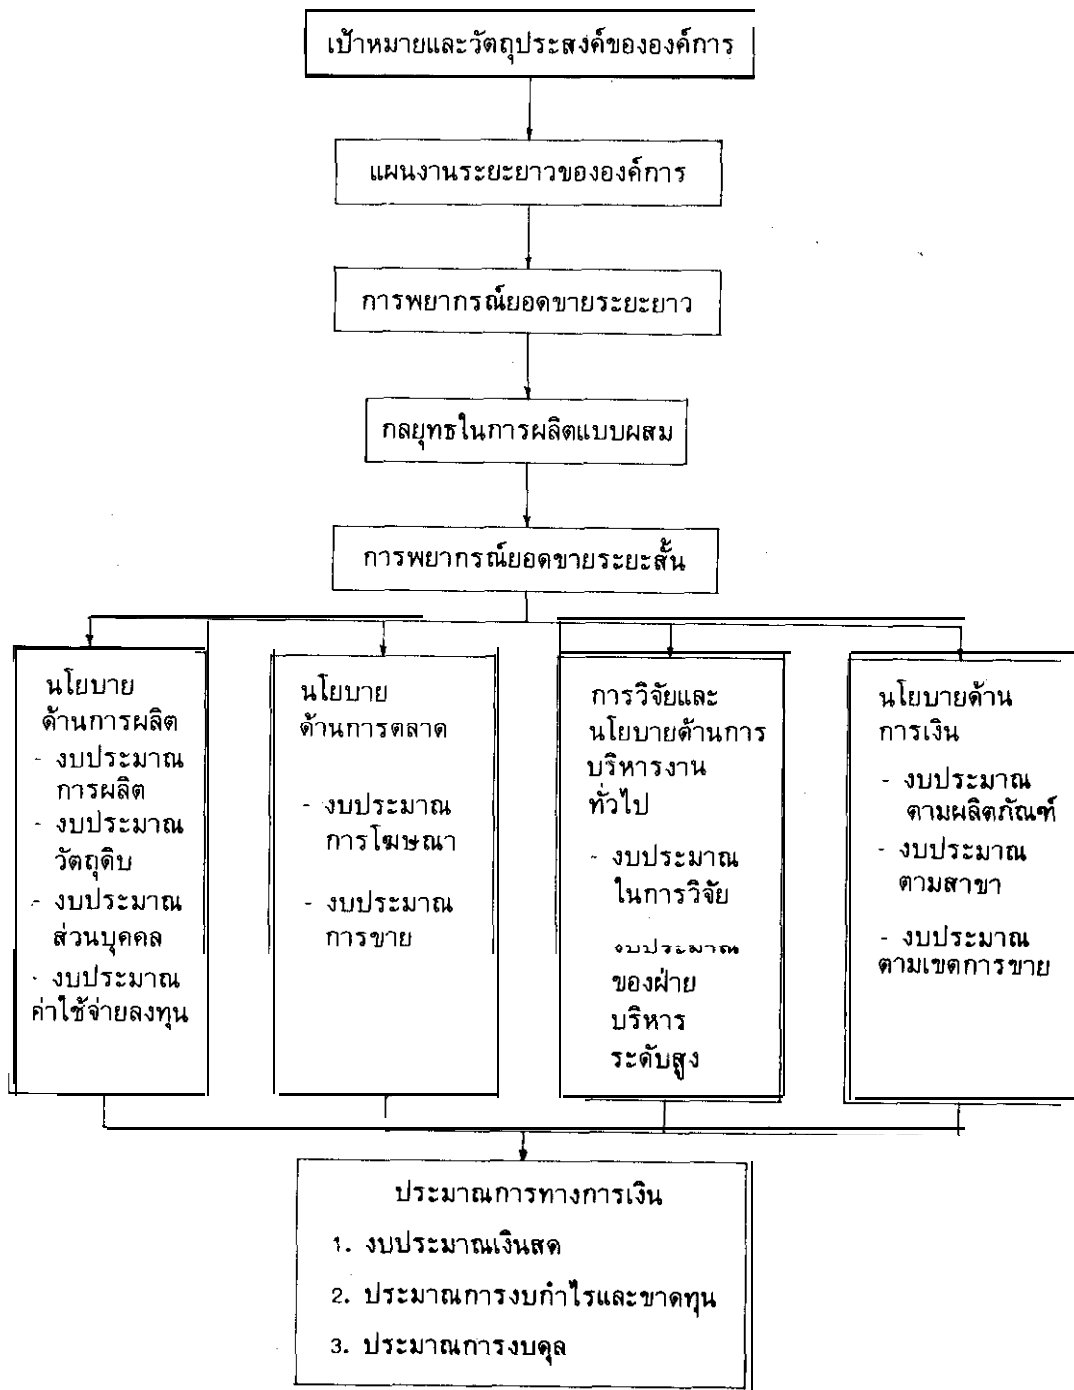 เป้าหมายและวัตถุประสงค์ขององค์การ
แผนงานระยะยาวขององค์การ
การพยากรณ์ยอดขายระยะยาว
กลยุทธในการผลิตแบบผสม
การพยากรณ์ยอดขายระยะสั้น
นโยบาย
ด้านการผลิต
- งบประมาณ
การผลิต
- งบประมาณ
วัตถุดิบ
- งบประมาณ
ส่วนบุคคล
- งบประมาณ
ค่าใช้จ่ายลงทุน
นโยบาย
ด้านการตลาด
- งบประมาณ
การโฆษณา
- งบประมาณ
การขาย
การวิจัยและ
นโยบายด้านการ
บริหารงาน
ทั่วไป
- งบประมาณ
ในการวิจัย
งบประมาณ
ของฝ่าย
บริหาร
ระดับสูง
นโยบายด้าน
การเงิน
- งบประมาณ
ตามผลิตภัณฑ์
- งบประมาณ
ตามสาขา
- งบประมาณ
ตามเขตการขาย
ประมาณการทางการเงิน
1. งบประมาณเงินสด
2. ประมาณการงบกำไรและขาดทุน
3. ประมาณการงบดุล